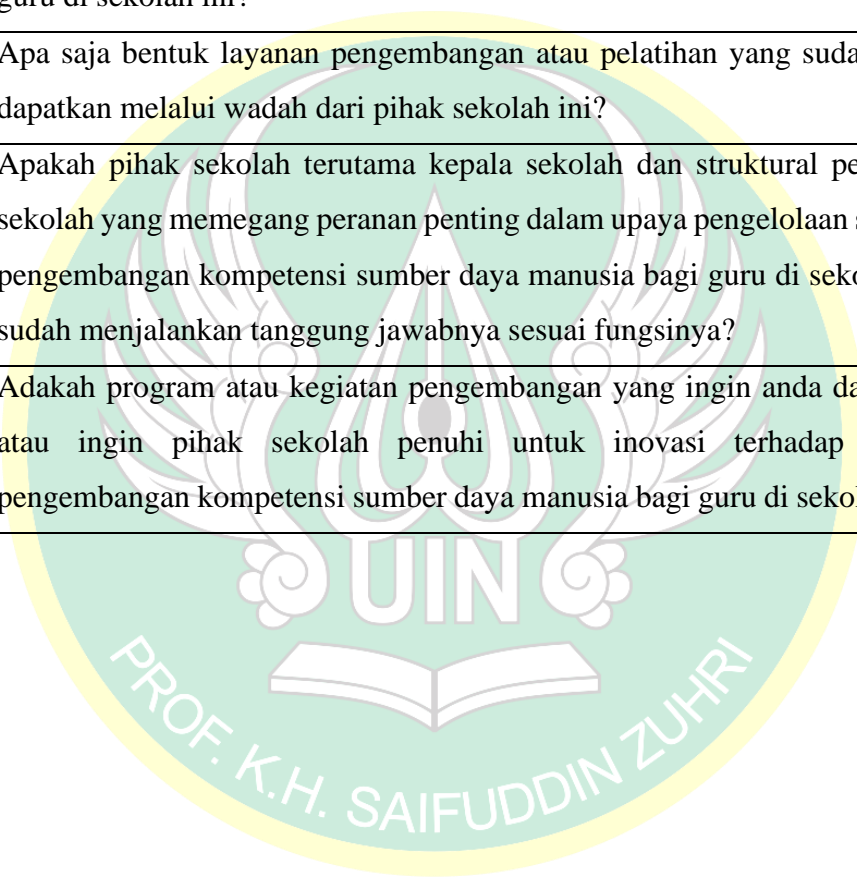 guru di sekolah ini?
Apa saja bentuk layanan pengembangan atau pelatihan yang suda
dapatkan melalui wadah dari pihak sekolah ini?
Apakah pihak sekolah terutama kepala sekolah dan struktural pe
sekolah yang memegang peranan penting dalam upaya pengelolaan s
pengembangan kompetensi sumber daya manusia bagi guru di seko
sudah menjalankan tanggung jawabnya sesuai fungsinya?
Adakah program atau kegiatan pengembangan yang ingin anda da
atau ingin pihak sekolah penuhi untuk inovasi terhadap
pengembangan kompetensi sumber daya manusia bagi guru di sekol
UIN
PROF. K.H. SAIFUDDIN ZUHRI